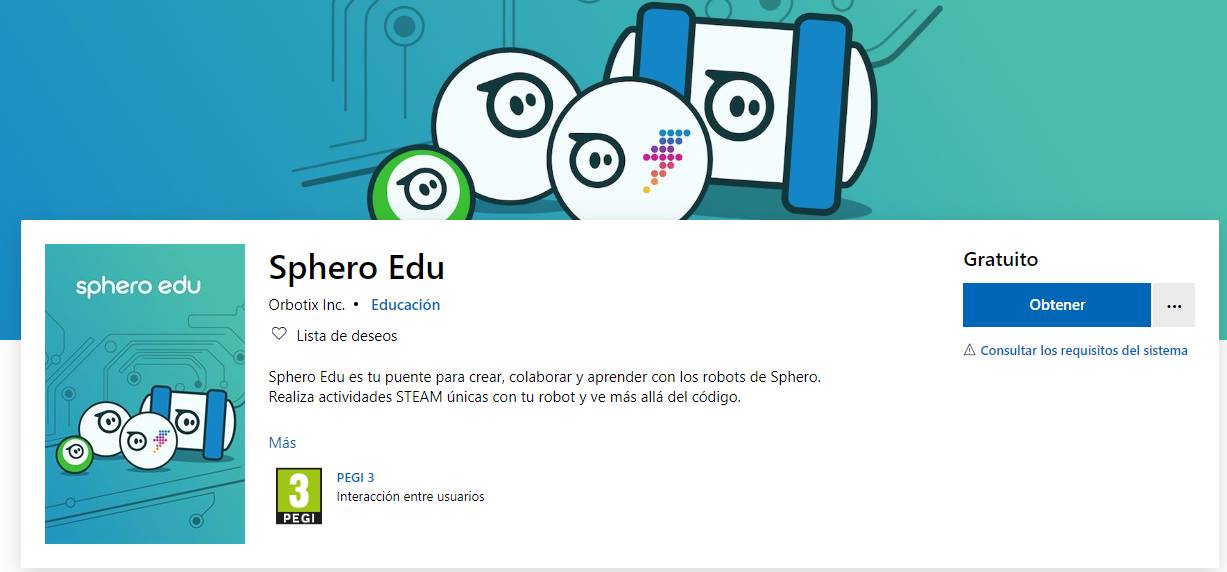 sphero edu
Sphero Edu
Orbotix Inc. • Educación
Lista de deseos
Sphero Edu es tu puente para crear, colaborar y aprender con los robots de Sphero.
Realiza actividades STEAM únicas con tu robot y ve más allá del código.
Más
3
PEGI
PEGI 3
Interacción entre usuarios
Gratuito
Obtener ...
Consultar los requisitos del sistema